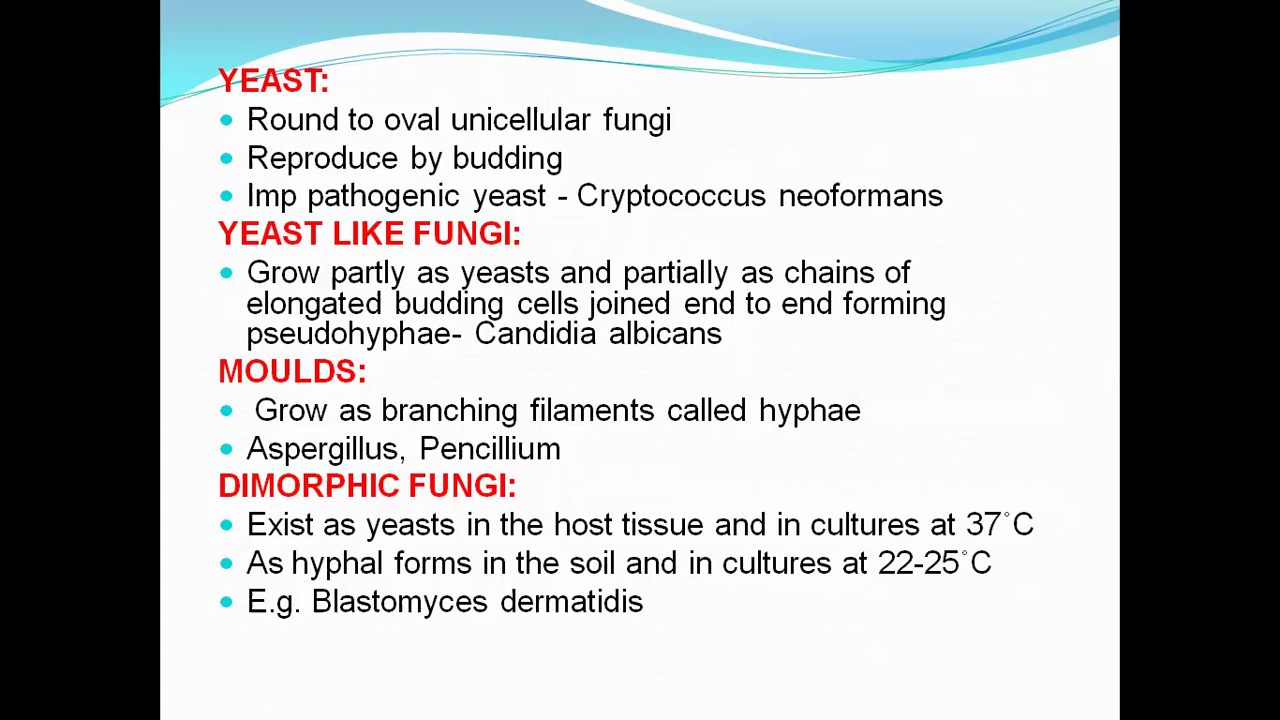 YEAST:
• Round to oval unicellular fungi
• Reproduce by budding
• Imp pathogenic yeast - Cryptococcus neoformans
YEAST LIKE FUNGI:
• Grow partly as yeasts and partially as chains of
elongated budding cells joined end to end forming
pseudohyphae- Candidia albicans
MOULDS:
• Grow as branching filaments called hyphae
• Aspergillus, Pencillium
DIMORPHIC FUNGI:
• Exist as yeasts in the host tissue and in cultures at 37˚C
• As hyphal forms in the soil and in cultures at 22-25˚C
• E.g. Blastomyces dermatidis